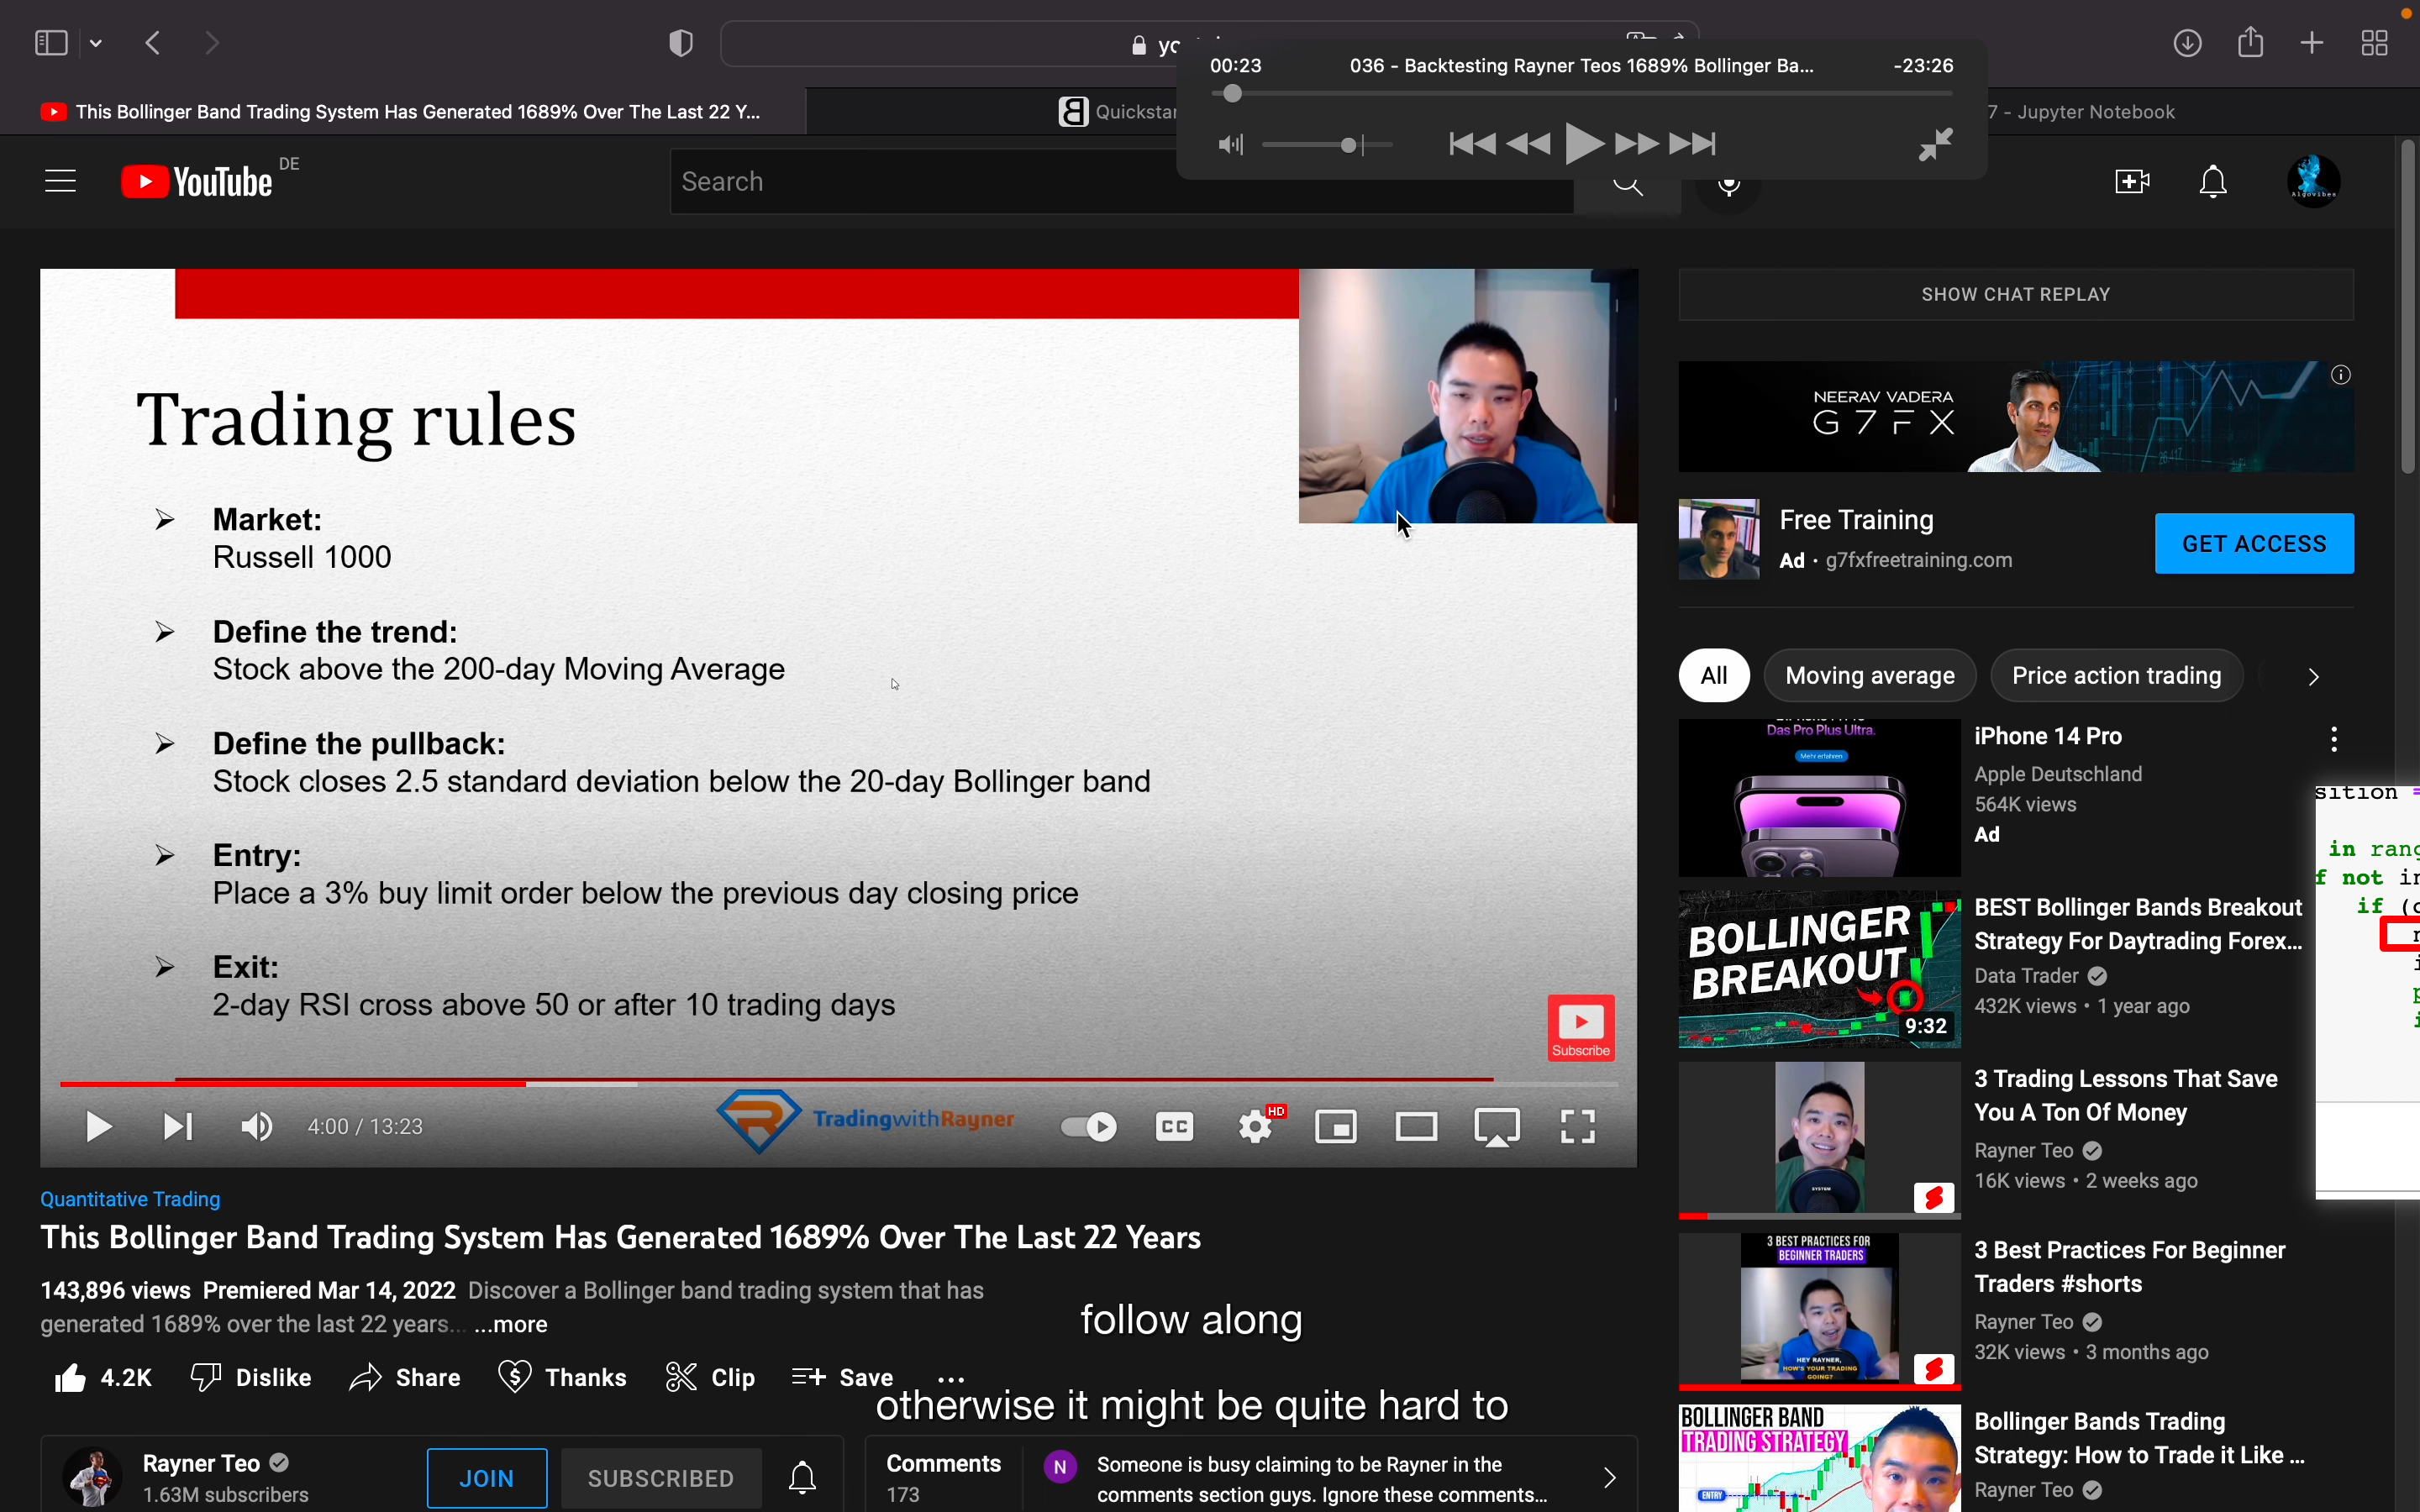 00:23 036 - Backtesting Rayner Teos 1689% Bollinger Ba... -23:26
This Bollinger Band Trading System Has Generated 1689% Over The Last 22 Y...
7 - Jupyter Notebook
YouTube DE
Search
SHOW CHAT REPLAY
NEERAV VADERA
G7FX
Trading rules
Market:
Russell 1000
Define the trend:
Stock above the 200-day Moving Average
Define the pullback:
Stock closes 2.5 standard deviation below the 20-day Bollinger band
Entry:
Place a 3% buy limit order below the previous day closing price
Exit:
2-day RSI cross above 50 or after 10 trading days
Subscribe
4:00 / 13:23
TradingwithRayner
CC
HD
Free Training
Ad · g7fxfreetraining.com
GET ACCESS
All
Moving average
Price action trading
Das Pro Plus Ultra.
Mehr erfahren
iPhone 14 Pro
Apple Deutschland
564K views
Ad
in
not
if
BOLLINGER
BREAKOUT
9:32
BEST Bollinger Bands Breakout
Strategy For Daytrading Forex...
Data Trader
432K views · 1 year ago
SYSTEM
3 Trading Lessons That Save
You A Ton Of Money
Rayner Teo
16K views · 2 weeks ago
3 BEST PRACTICES FOR
BEGINNER TRADERS
HEY RAYNER,
HOW'S YOUR TRADING
GOING?
3 Best Practices For Beginner
Traders #shorts
Rayner Teo
32K views · 3 months ago
BOLLINGER BAND
TRADING STRATEGY
ENTRY
Bollinger Bands Trading
Strategy: How to Trade it Like ...
Rayner Teo
Quantitative Trading
This Bollinger Band Trading System Has Generated 1689% Over The Last 22 Years
143,896 views Premiered Mar 14, 2022 Discover a Bollinger band trading system that has
generated 1689% over the last 22 years... ...more
follow along
4.2K Dislike Share Thanks Clip Save ...
otherwise it might be quite hard to
Rayner Teo
1.63M subscribers
JOIN
SUBSCRIBED
Comments
173
N
Someone is busy claiming to be Rayner in the
comments section guys. Ignore these comments...